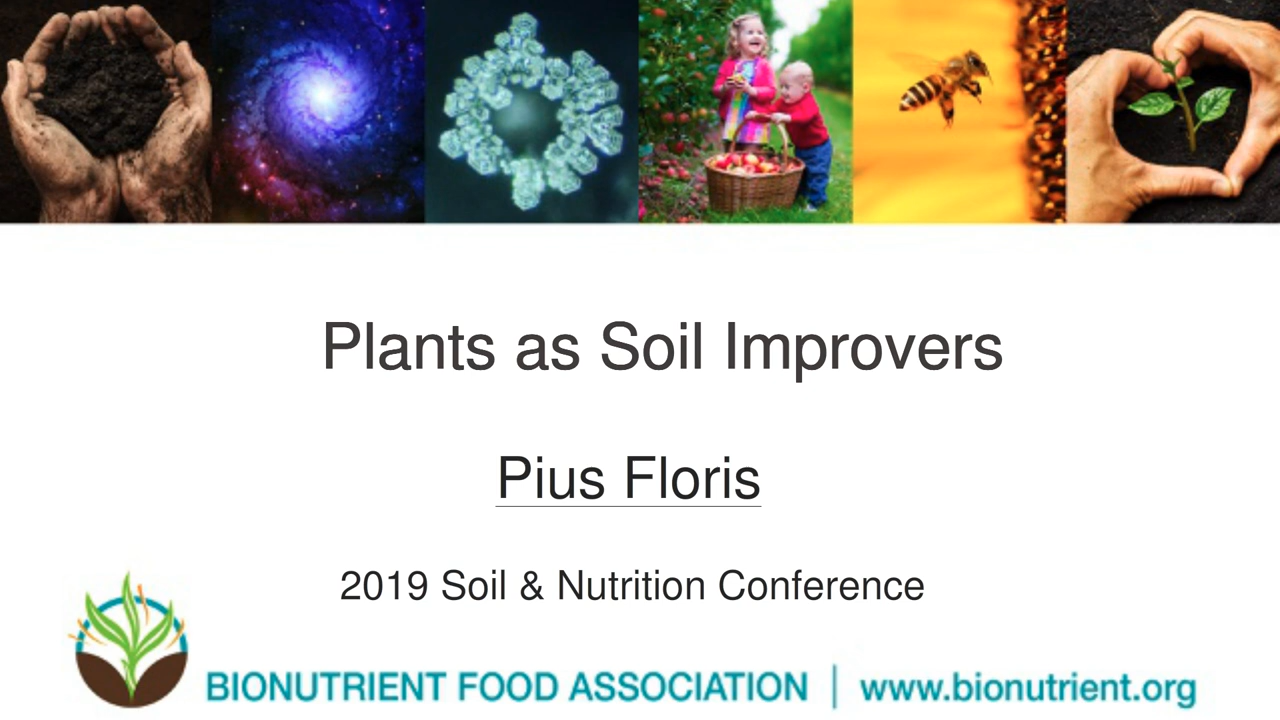 Plants as Soil Improvers
Pius Floris
2019 Soil & Nutrition Conference
BIONUTRIENT FOOD ASSOCIATION | www.bionutrient.org